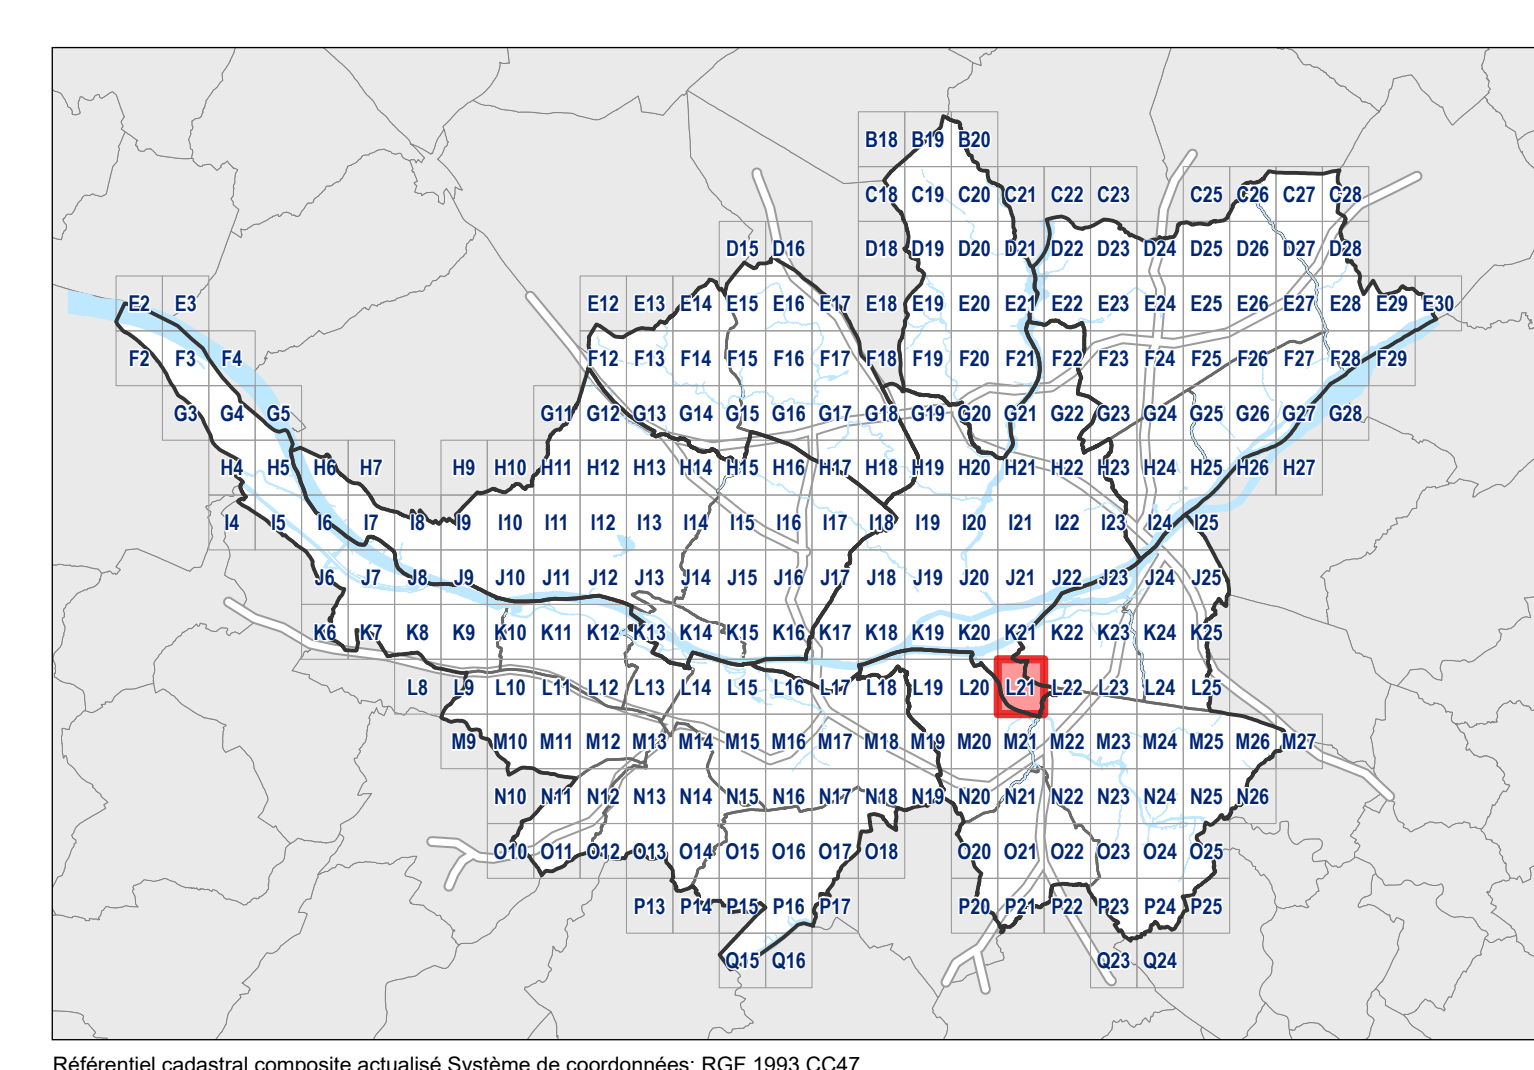 B18 B19 B20
C18 C19 C20 C21 C22 C23 C25 C26 C27 C28
D15 D16 D18 D19 D20 D21 D22 D23 D24 D25 D26 D27 D28
E2 E3 E12 E13 E14 E15 E16 E17 E18 E19 E20 E21 E22 E23 E24 E25 E26 E27 E28 E29 E30
F2 F3 F4 F12 F13 F14 F15 F16 F17 F18 F19 F20 F21 F22 F23 F24 F25 F26 F27 F28 F29
G3 G4 G5 G11 G12 G13 G14 G15 G16 G17 G18 G19 G20 G21 G22 G23 G24 G25 G26 G27 G28
H4 H5 H6 H7 H9 H10 H11 H12 H13 H14 H15 H16 H17 H18 H19 H20 H21 H22 H23 H24 H25 H26 H27
I4 I5 I6 I7 I8 I9 I10 I11 I12 I13 I14 I15 I16 I17 I18 I19 I20 I21 I22 I23 I24 I25
J6 J7 J8 J9 J10 J11 J12 J13 J14 J15 J16 J17 J18 J19 J20 J21 J22 J23 J24 J25
K6 K7 K8 K9 K10 K11 K12 K13 K14 K15 K16 K17 K18 K19 K20 K21 K22 K23 K24 K25
L8 L9 L10 L11 L12 L13 L14 L15 L16 L17 L18 L19 L20 L21 L22 L23 L24 L25
M9 M10 M11 M12 M13 M14 M15 M16 M17 M18 M19 M20 M21 M22 M23 M24 M25 M26 M27
N10 N11 N12 N13 N14 N15 N16 N17 N18 N19 N20 N21 N22 N23 N24 N25 N26
O10 O11 O12 O13 O14 O15 O16 O17 O18 O20 O21 O22 O23 O24 O25
P13 P14 P15 P16 P17 P20 P21 P22 P23 P24 P25
Q15 Q16 Q23 Q24
Référentiel cadastral composite actualisé Système de coordonnées: RGF 1993 CC47